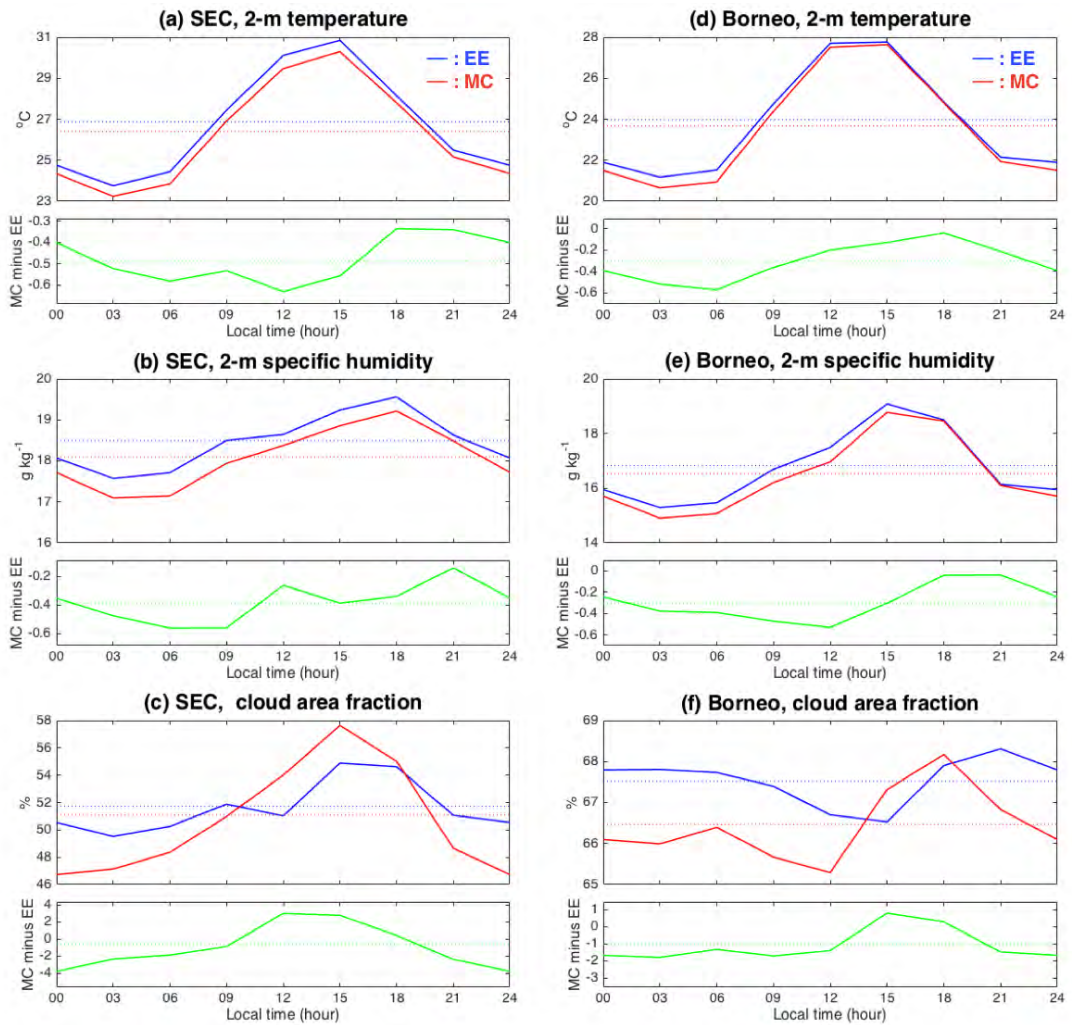 (a) SEC, 2-m temperature
31
29
27
25
23
°C
: EE
: MC
-0.3
-0.4
-0.5
-0.6
MC minus EE
00 03 06 09 12 15 18 21 24
Local time (hour)
(b) SEC, 2-m specific humidity
20
19
18
17
16
g kg-1
-0.2
-0.4
-0.6
MC minus EE
00 03 06 09 12 15 18 21 24
Local time (hour)
(c) SEC, cloud area fraction
58
56
54
52
50
48
46
%
4
2
0
-2
-4
MC minus EE
00 03 06 09 12 15 18 21 24
Local time (hour)
(d) Borneo, 2-m temperature
28
26
24
22
20
°C
: EE
: MC
0
-0.2
-0.4
-0.6
MC minus EE
00 03 06 09 12 15 18 21 24
Local time (hour)
(e) Borneo, 2-m specific humidity
20
18
16
14
g kg-1
0
-0.2
-0.4
-0.6
MC minus EE
00 03 06 09 12 15 18 21 24
Local time (hour)
(f) Borneo, cloud area fraction
69
68
67
66
65
%
1
0
-1
-2
-3
MC minus EE
00 03 06 09 12 15 18 21 24
Local time (hour)